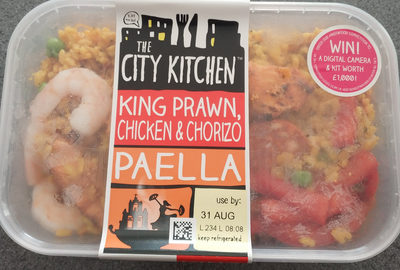 THE
CITY KITCHEN™
KING PRAWN,
CHICKEN & CHORIZO
PAELLA
use by:
31 AUG
L 234 L 08:08
keep refrigerated
WIN!
A DIGITAL CAMERA
& KIT WORTH
£1,000!